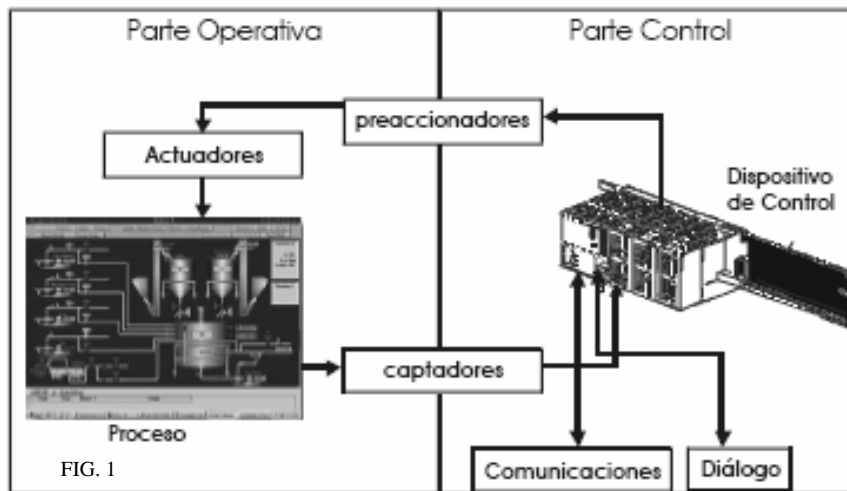 Parte Operativa
Parte Control
preaccionadores
Actuadores
Dispositivo
de Control
captadores
Proceso
FIG. 1
Comunicaciones
Diálogo